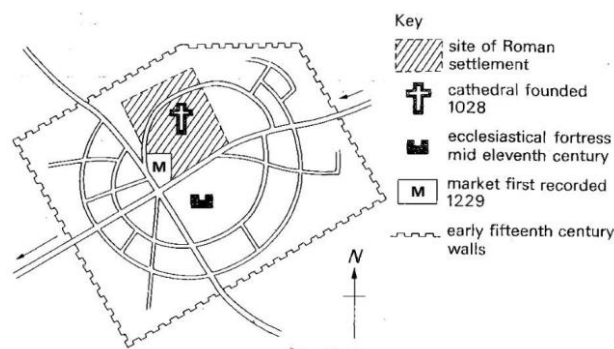 Key
site of Roman
settlement
cathedral founded
1028
ecclesiastical fortress
mid eleventh century
M
market first recorded
1229
early fifteenth century
walls
M
N